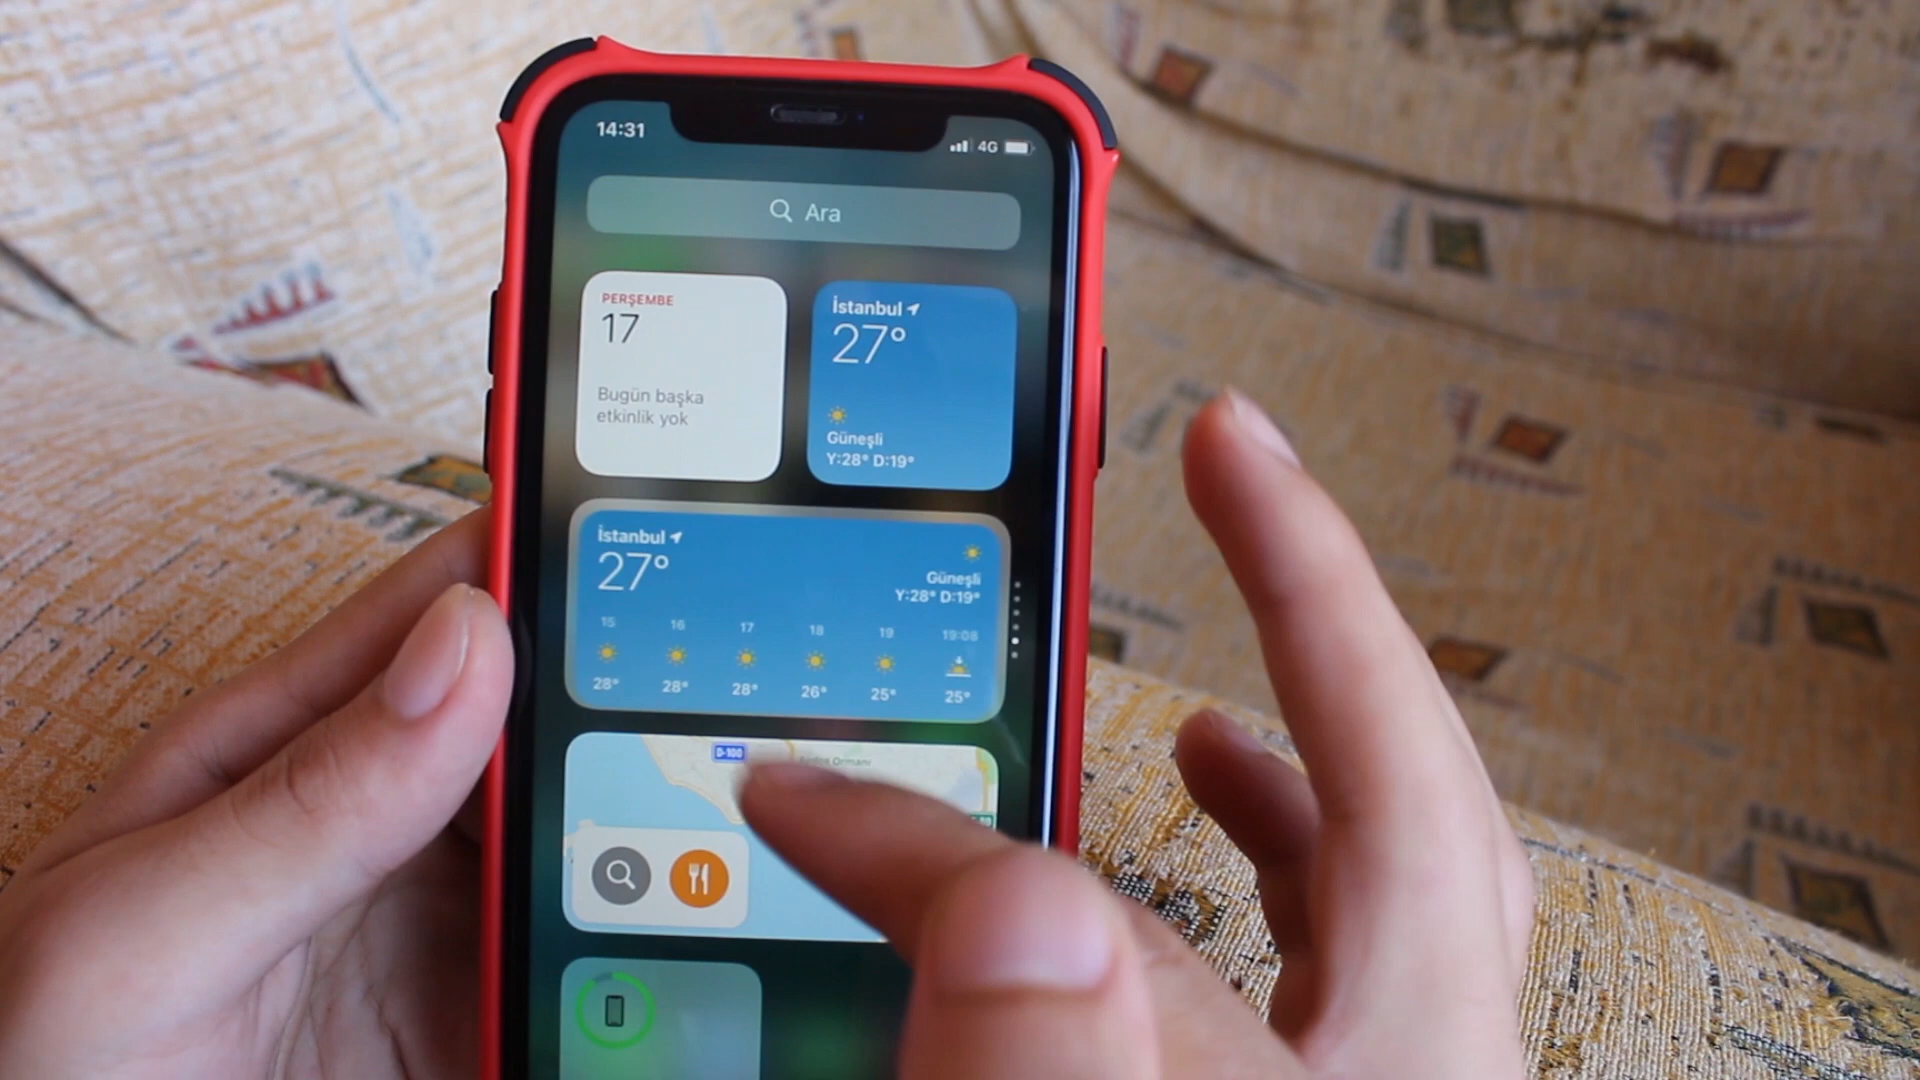 14:31
4G
Ara
PERŞEMBE
17
Bugün başka
etkinlik yok
İstanbul
27°
Güneşli
Y:28° D:19°
İstanbul
27°
Güneşli
Y:28° D:19°
15 16 17 18 19 19:08
28° 28° 28° 26° 25° 25°
D-100
Ormanı